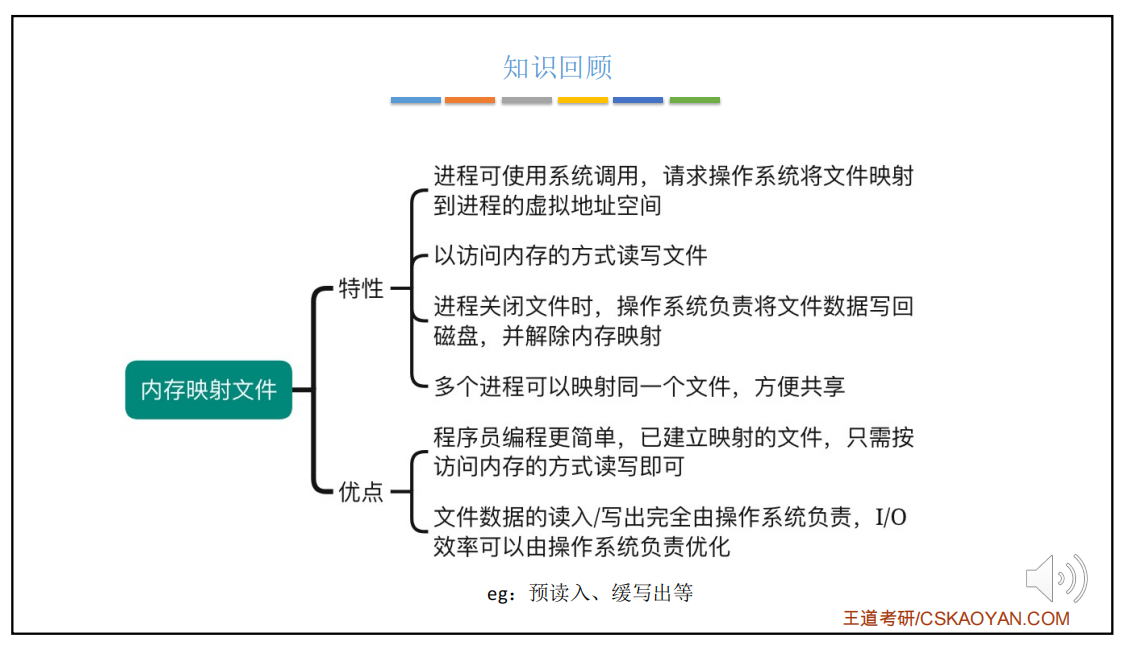 知识回顾
进程可使用系统调用，请求操作系统将文件映射
到进程的虚拟地址空间
以访问内存的方式读写文件
特性
进程关闭文件时，操作系统负责将文件数据写回
磁盘，并解除内存映射
多个进程可以映射同一个文件，方便共享
内存映射文件
程序员编程更简单，已建立映射的文件，只需按
访问内存的方式读写即可
优点
文件数据的读入/写出完全由操作系统负责，I/O
效率可以由操作系统负责优化
eg：预读入、缓写出等
王道考研/CSKAOYAN.COM